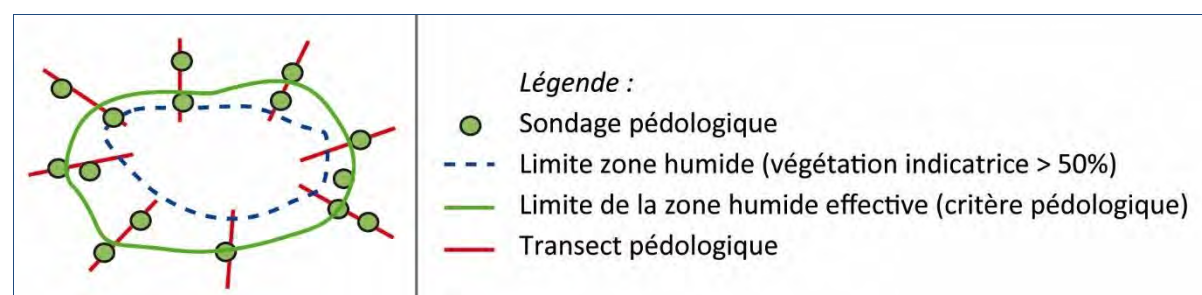 Légende :
Sondage pédologique
Limite zone humide (végétation indicatrice > 50%)
Limite de la zone humide effective (critère pédologique)
Transect pédologique